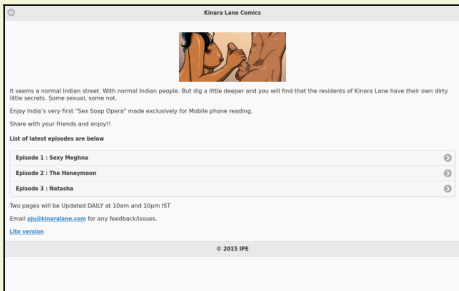 Kinara Lane Comics
It seems a normal Indian street. With normal Indian people. But dig a little deeper and you will find that the residents of Kinara Lane have their own dirty
little secrets. Some sexual, some not.
Enjoy India's very first "Sex Soap Opera" made exclusively for Mobile phone reading.
Share with your friends and enjoy!!
List of latest episodes are below
Episode 1 : Sexy Meghna
Episode 2 : The Honeymoon
Episode 3 : Natasha
Two pages will be Updated DAILY at 10am and 10pm IST
Email aju@kinaralane.com for any feedback/issues.
Lite version
© 2015 IPE